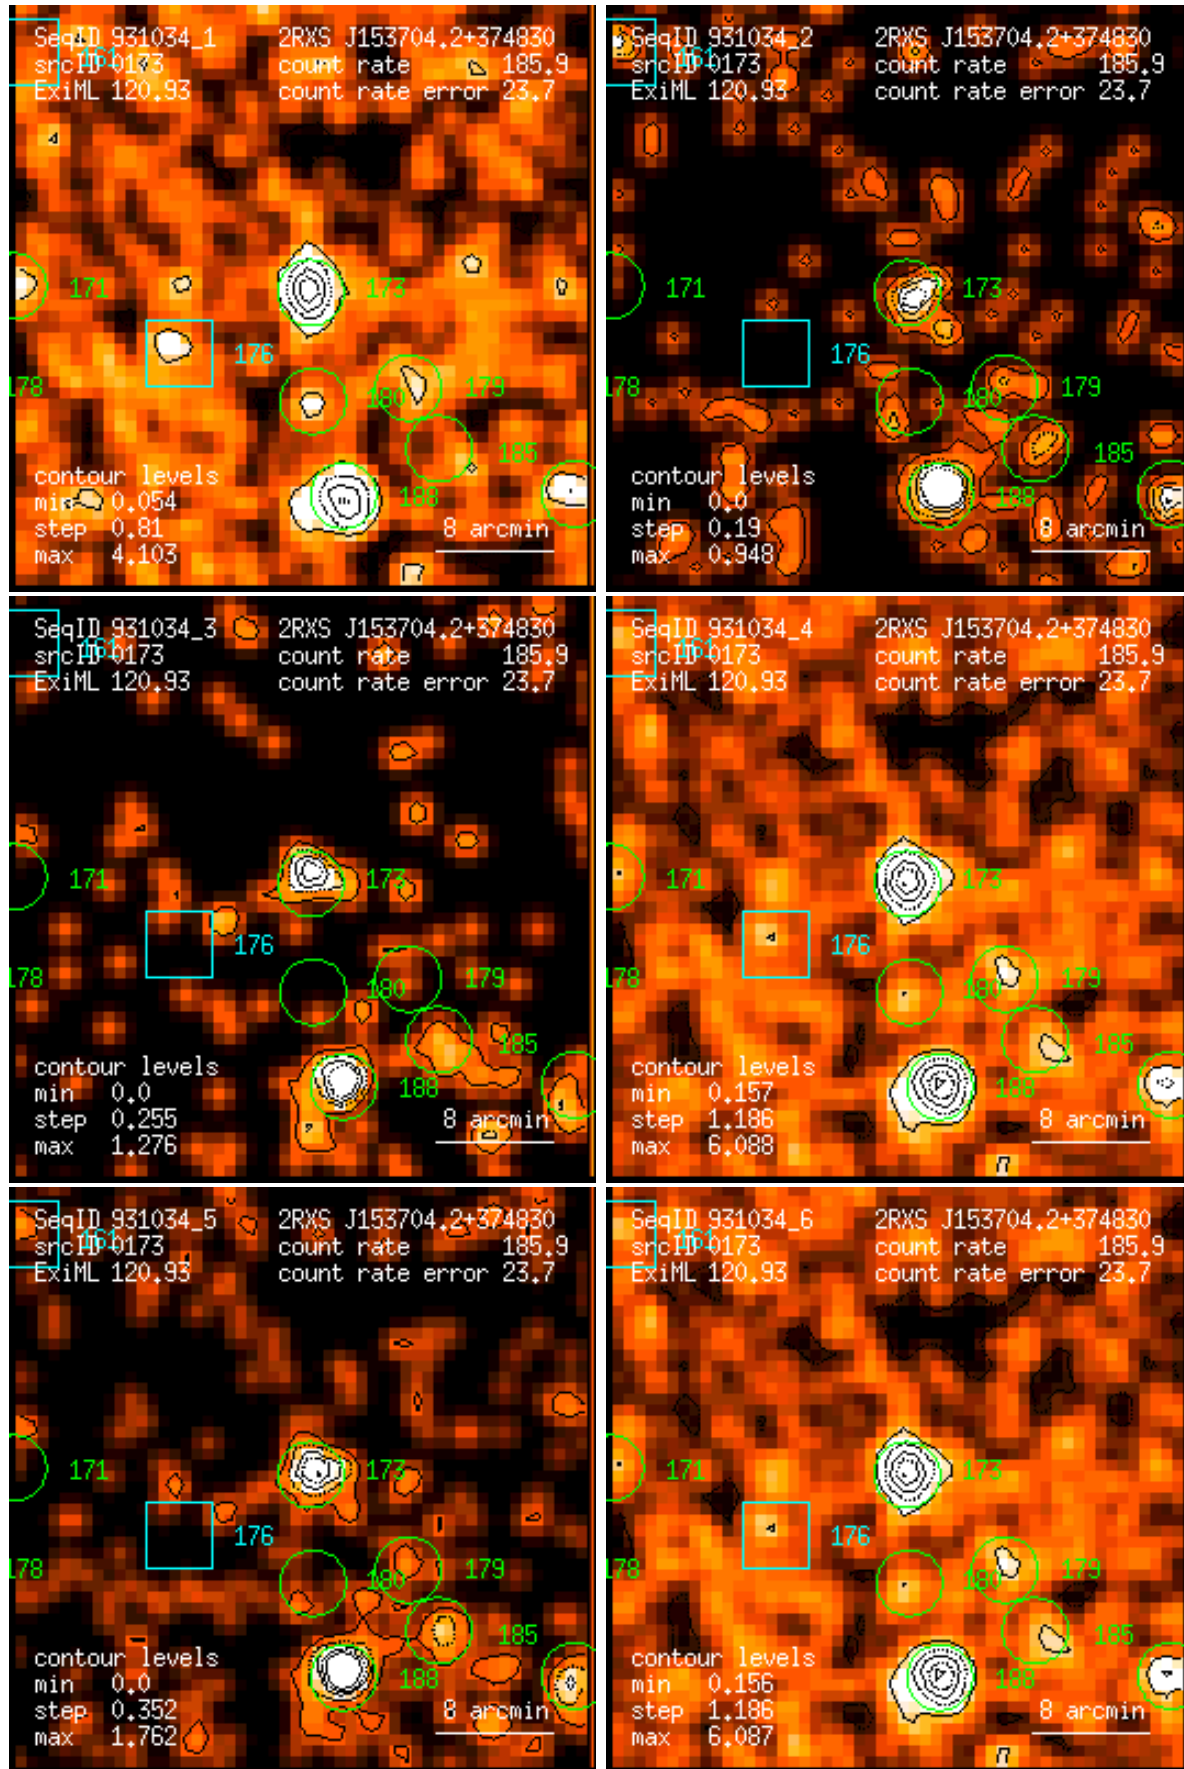 SeqID 931034_1 2RXS J153704.2+374830
srcID 0173 count rate 185.9
161
ExiML 120.93 count rate error 23.7
171 173
176
178 180 179
185
contour levels
188
min 0.054
step 0.81 8 arcmin
max 4.103
SeqID 931034_2 2RXS J153704.2+374830
srcID 0173 count rate 185.9
161
ExiML 120.93 count rate error 23.7
171 173
176
178 180 179
185
contour levels
188
min 0.0
step 0.19 8 arcmin
max 0.948
SeqID 931034_3 2RXS J153704.2+374830
srcID 0173 count rate 185.9
161
ExiML 120.93 count rate error 23.7
171 173
176
178 180 179
185
contour levels
188
min 0.0
step 0.255 8 arcmin
max 1.276
SeqID 931034_4 2RXS J153704.2+374830
srcID 0173 count rate 185.9
161
ExiML 120.93 count rate error 23.7
171 173
176
178 180 179
185
contour levels
188
min 0.157
step 1.186 8 arcmin
max 6.088
SeqID 931034_5 2RXS J153704.2+374830
srcID 0173 count rate 185.9
161
ExiML 120.93 count rate error 23.7
171 173
176
178 180 179
185
contour levels
188
min 0.0
step 0.352 8 arcmin
max 1.762
SeqID 931034_6 2RXS J153704.2+374830
srcID 0173 count rate 185.9
161
ExiML 120.93 count rate error 23.7
171 173
176
178 180 179
185
contour levels
188
min 0.156
step 1.186 8 arcmin
max 6.087